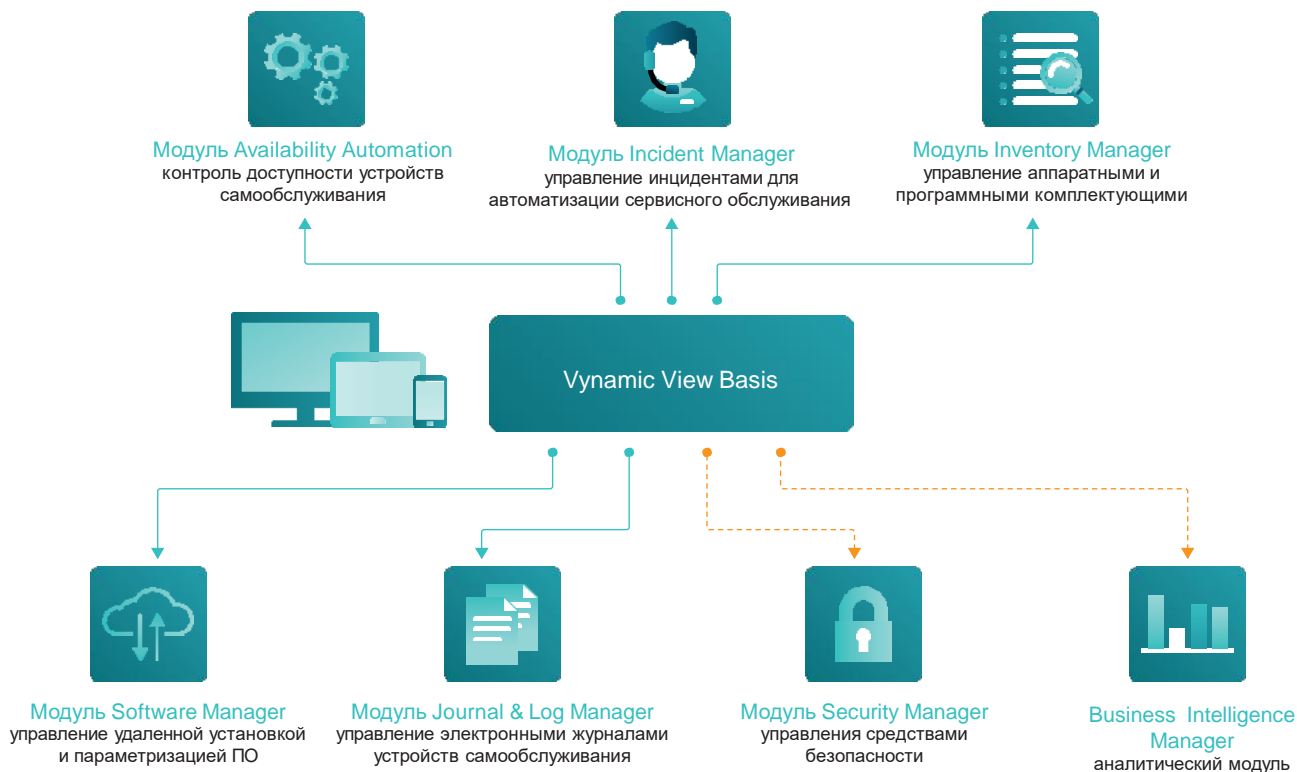 Модуль Availability Automation
контроль доступности устройств
самообслуживания
Модуль Incident Manager
управление инцидентами для
автоматизации сервисного обслуживания
Модуль Inventory Manager
управление аппаратными и
программными комплектующими
Vynamic View Basis
Модуль Software Manager
управление удаленной установкой
и параметризацией ПО
Модуль Journal & Log Manager
управление электронными журналами
устройств самообслуживания
Модуль Security Manager
управления средствами
безопасности
Business Intelligence
Manager
аналитический модуль